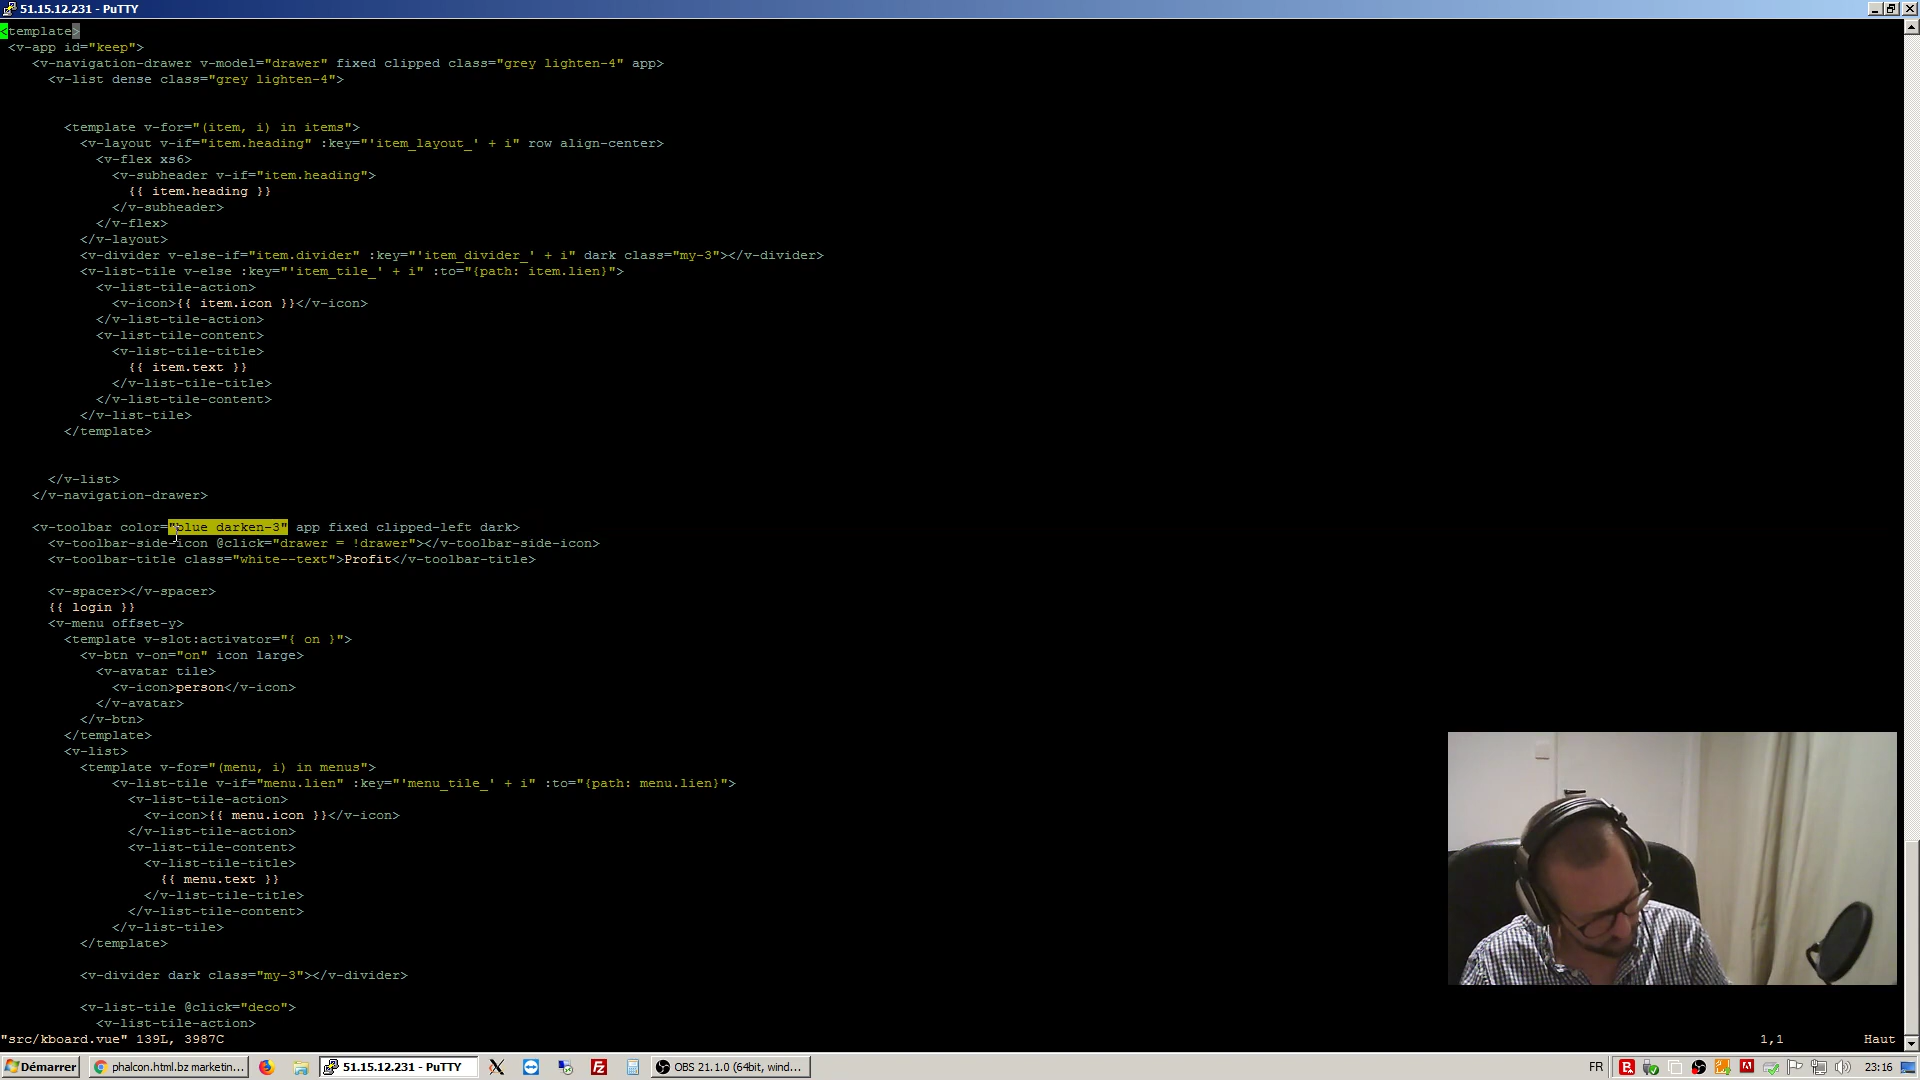 51.15.12.231 - PuTTY
<template>
<v-app id="keep">
<v-navigation-drawer v-model="drawer" fixed clipped class="grey lighten-4" app>
<v-list dense class="grey lighten-4">
<template v-for="(item, i) in items">
<v-layout v-if="item.heading" :key="'item_layout_' + i" row align-center>
<v-flex xs6>
<v-subheader v-if="item.heading">
{{ item.heading }}
</v-subheader>
</v-flex>
</v-layout>
<v-divider v-else-if="item.divider" :key="'item_divider_' + i" dark class="my-3"></v-divider>
<v-list-tile v-else :key="'item_tile_' + i" :to="{path: item.lien}">
<v-list-tile-action>
<v-icon>{{ item.icon }}</v-icon>
</v-list-tile-action>
<v-list-tile-content>
<v-list-tile-title>
{{ item.text }}
</v-list-tile-title>
</v-list-tile-content>
</v-list-tile>
</template>
</v-list>
</v-navigation-drawer>
<v-toolbar color="blue darken-3" app fixed clipped-left dark>
<v-toolbar-side-icon @click="drawer = !drawer"></v-toolbar-side-icon>
<v-toolbar-title class="white--text">Profit</v-toolbar-title>
<v-spacer></v-spacer>
{{ login }}
<v-menu offset-y>
<template v-slot:activator="{ on }">
<v-btn v-on="on" icon large>
<v-avatar tile>
<v-icon>person</v-icon>
</v-avatar>
</v-btn>
</template>
<v-list>
<template v-for="(menu, i) in menus">
<v-list-tile v-if="menu.lien" :key="'menu_tile_' + i" :to="{path: menu.lien}">
<v-list-tile-action>
<v-icon>{{ menu.icon }}</v-icon>
</v-list-tile-action>
<v-list-tile-content>
<v-list-tile-title>
{{ menu.text }}
</v-list-tile-title>
</v-list-tile-content>
</v-list-tile>
</template>
<v-divider dark class="my-3"></v-divider>
<v-list-tile @click="deco">
<v-list-tile-action>
"src/kboard.vue" 139L, 3987C 1,1 Haut
Démarrer phalcon.html.bz marketin... 51.15.12.231 - PuTTY OBS 21.1.0 (64bit, wind... FR 23:16